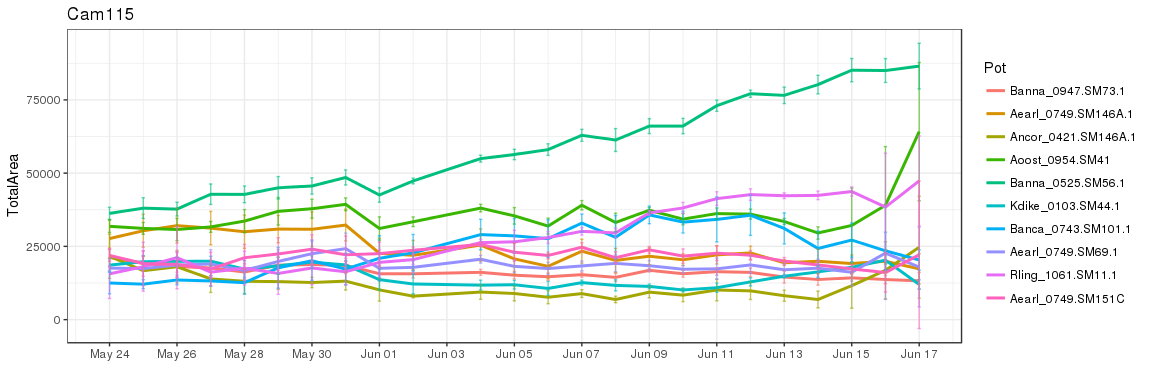 Cam115
TotalArea
75000
50000
25000
0
May 24 May 26 May 28 May 30 Jun 01 Jun 03 Jun 05 Jun 07 Jun 09 Jun 11 Jun 13 Jun 15 Jun 17
Pot
Banna_0947.SM73.1
Aearl_0749.SM146A.1
Ancor_0421.SM146A.1
Aoost_0954.SM41
Banna_0525.SM56.1
Kdike_0103.SM44.1
Banca_0743.SM101.1
Aearl_0749.SM69.1
Rling_1061.SM11.1
Aearl_0749.SM151C